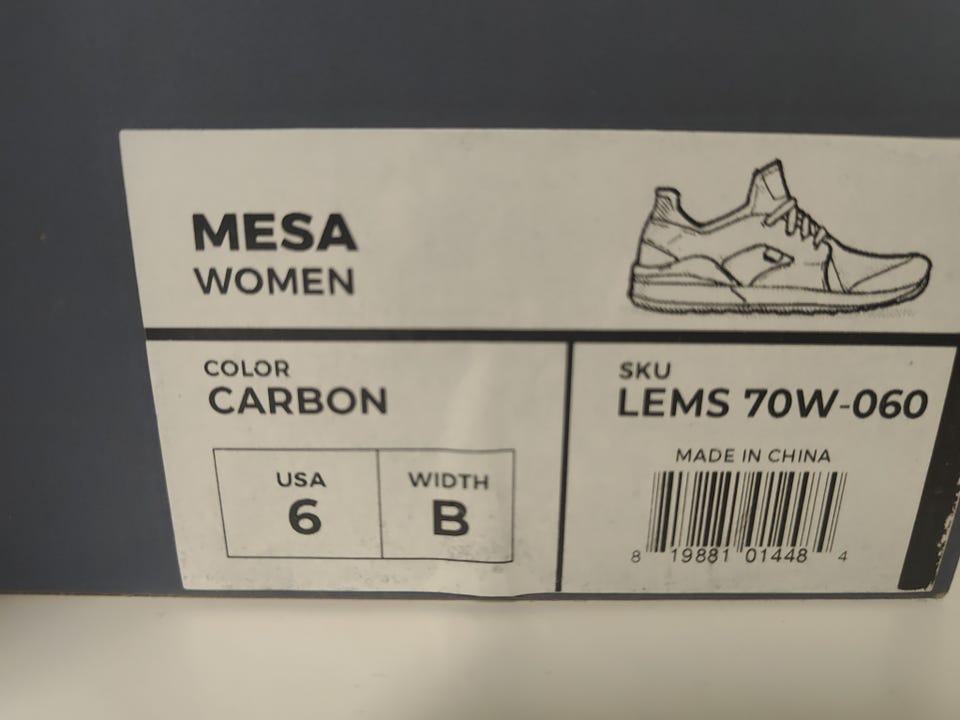 MESA
WOMEN
COLOR
CARBON
USA
6
WIDTH
B
SKU
LEMS 70W-060
MADE IN CHINA
8 19881 01448 4